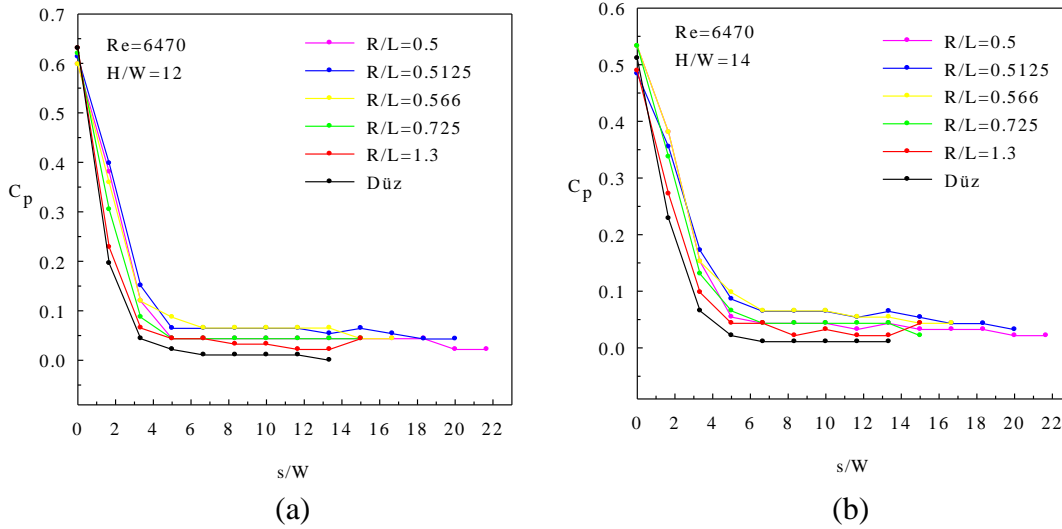 0.7
0.6
0.5
0.4
0.3
0.2
0.1
0.0
Cp
Re=6470
H/W=12
R/L=0.5
R/L=0.5125
R/L=0.566
R/L=0.725
R/L=1.3
Düz
0 2 4 6 8 10 12 14 16 18 20 22
s/W
(a)
0.6
0.5
0.4
0.3
0.2
0.1
0.0
Cp
Re=6470
H/W=14
R/L=0.5
R/L=0.5125
R/L=0.566
R/L=0.725
R/L=1.3
Düz
0 2 4 6 8 10 12 14 16 18 20 22
s/W
(b)